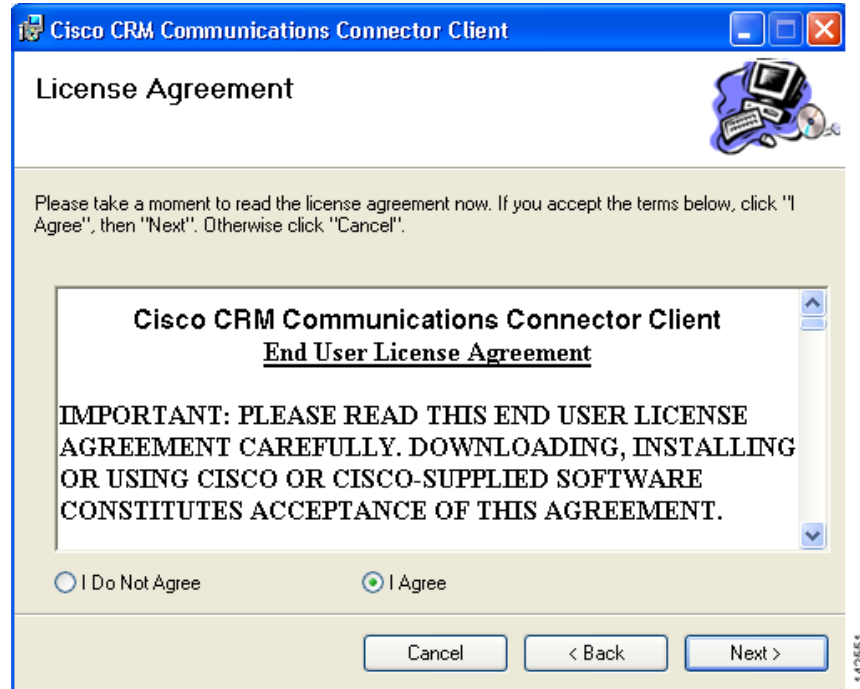 Cisco CRM Communications Connector Client
License Agreement
Please take a moment to read the license agreement now. If you accept the terms below, click "I
Agree", then "Next". Otherwise click "Cancel".
Cisco CRM Communications Connector Client
End User License Agreement
IMPORTANT: PLEASE READ THIS END USER LICENSE
AGREEMENT CAREFULLY. DOWNLOADING, INSTALLING
OR USING CISCO OR CISCO-SUPPLIED SOFTWARE
CONSTITUTES ACCEPTANCE OF THIS AGREEMENT.
I Do Not Agree
I Agree
Cancel
< Back
Next >